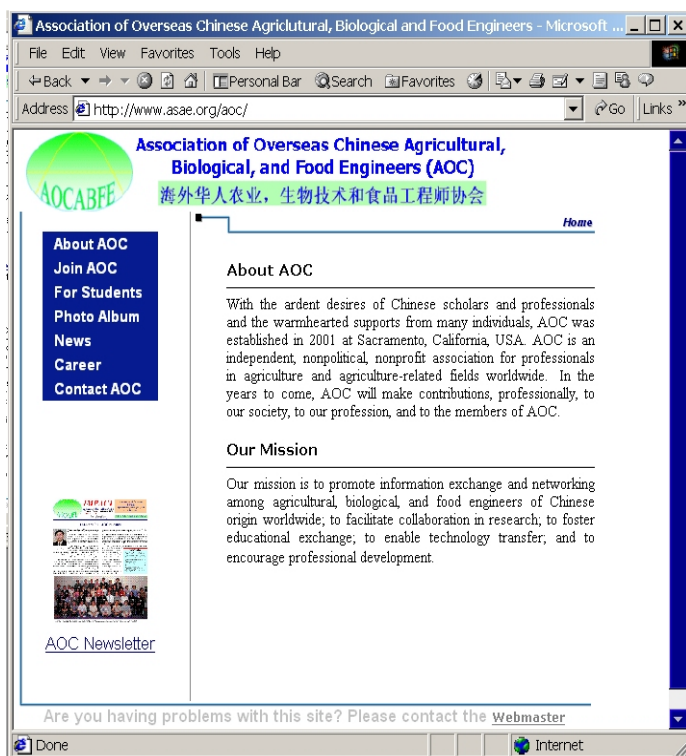 Association of Overseas Chinese Agriclutural, Biological and Food Engineers - Microsoft ...
File Edit View Favorites Tools Help
Back Personal Bar Search Favorites
Address http://www.asae.org/aoc/ Go Links »
Association of Overseas Chinese Agricultural,
Biological, and Food Engineers (AOC)
AOCABFE
海外华人农业，生物技术和食品工程师协会
Home
About AOC
Join AOC
For Students
Photo Album
News
Career
Contact AOC
AOC Newsletter
About AOC
With the ardent desires of Chinese scholars and professionals
and the warmhearted supports from many individuals, AOC was
established in 2001 at Sacramento, California, USA. AOC is an
independent, nonpolitical, nonprofit association for professionals
in agriculture and agriculture-related fields worldwide. In the
years to come, AOC will make contributions, professionally, to
our society, to our profession, and to the members of AOC.
Our Mission
Our mission is to promote information exchange and networking
among agricultural, biological, and food engineers of Chinese
origin worldwide; to facilitate collaboration in research; to foster
educational exchange; to enable technology transfer; and to
encourage professional development.
Are you having problems with this site? Please contact the Webmaster
Done Internet